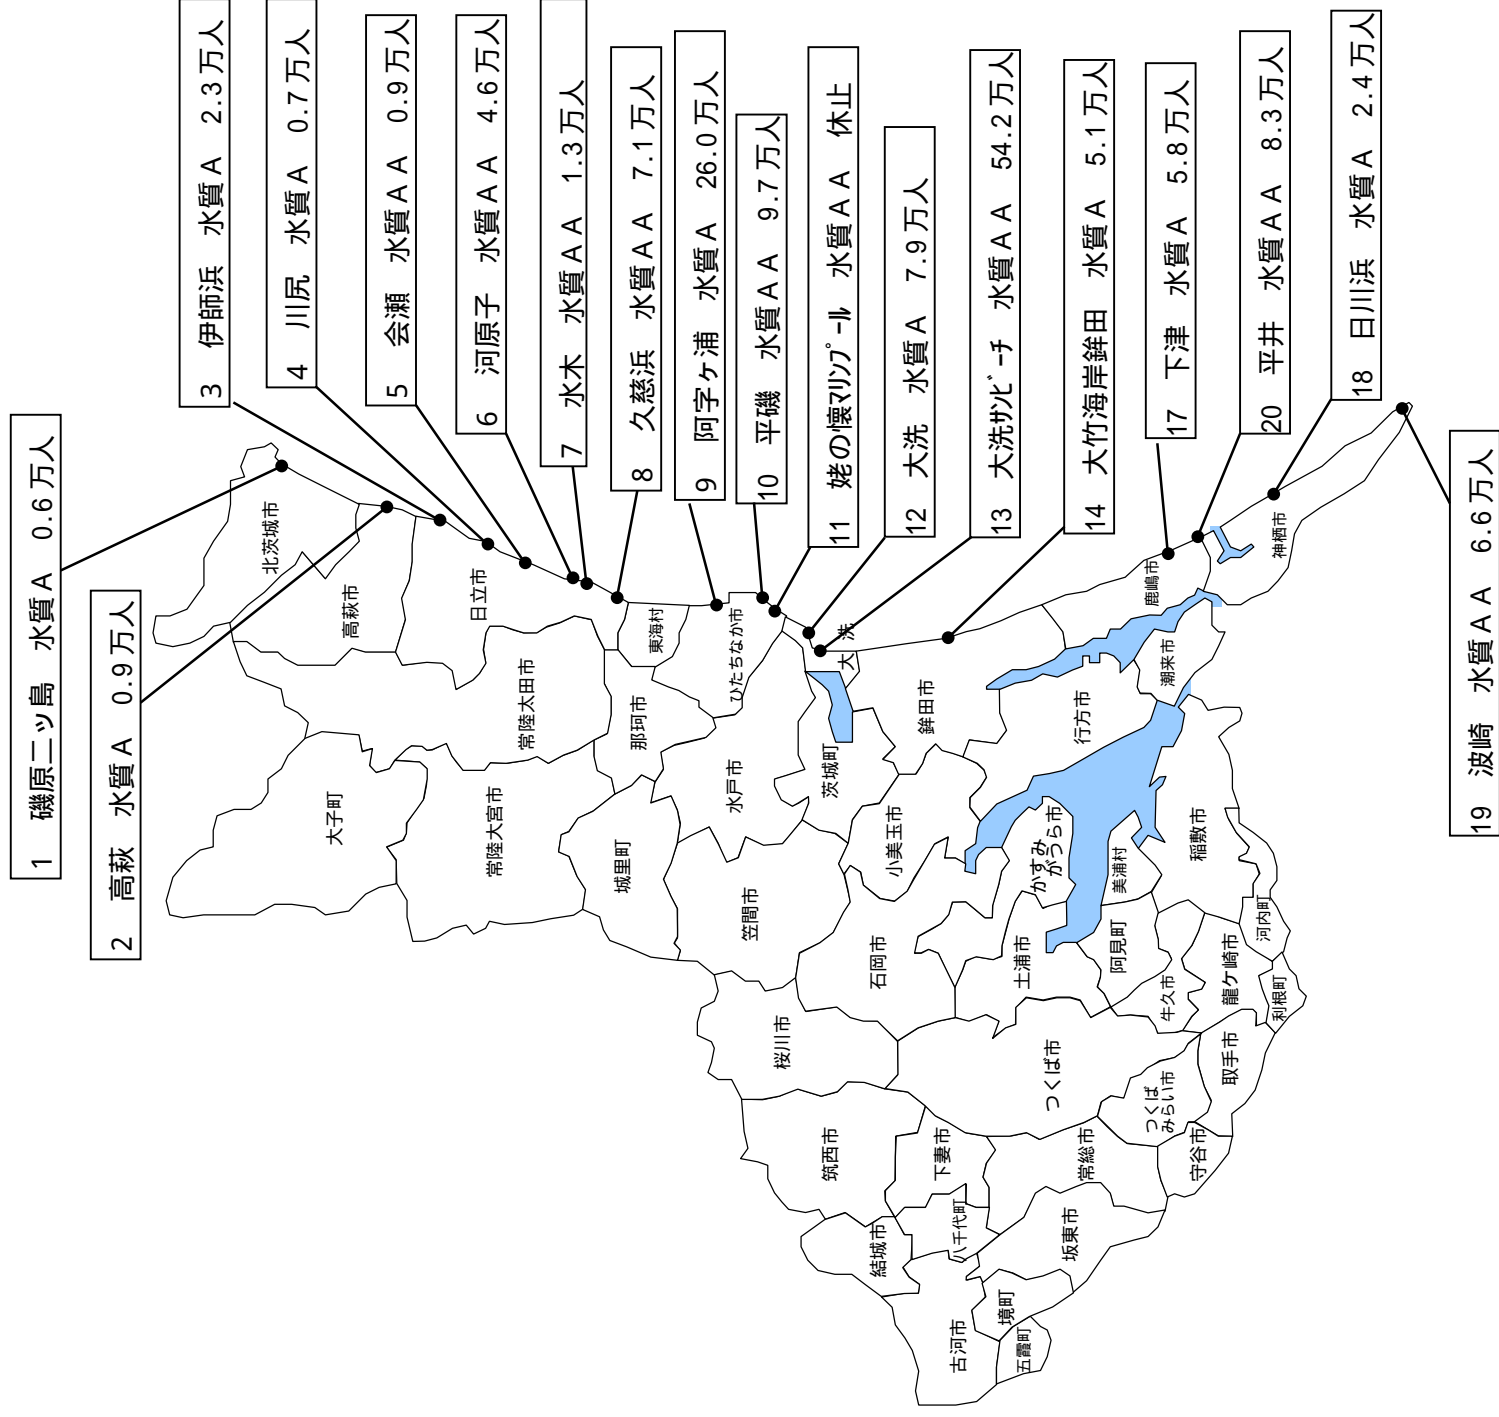 1　磯原二ッ島　水質Ａ　0.6万人
2　高萩　水質Ａ　0.9万人
3　伊師浜　水質Ａ　2.3万人
4　川尻　水質Ａ　0.7万人
5　会瀬　水質ＡＡ　0.9万人
6　河原子　水質ＡＡ　4.6万人
7　水木　水質ＡＡ　1.3万人
8　久慈浜　水質ＡＡ　7.1万人
9　阿字ヶ浦　水質Ａ　26.0万人
10　平磯　水質ＡＡ　9.7万人
11　姥の懐ﾏﾘﾝﾌﾟｰﾙ　水質ＡＡ　休止
12　大洗　水質Ａ　7.9万人
13　大洗ｻﾝﾋﾞｰﾁ　水質ＡＡ　54.2万人
14　大竹海岸鉾田　水質Ａ　5.1万人
17　下津　水質Ａ　5.8万人
20　平井　水質ＡＡ　8.3万人
18　日川浜　水質Ａ　2.4万人
19　波崎　水質ＡＡ　6.6万人
北茨城市
高萩市
日立市
常陸太田市
大子町
常陸大宮市
東海村
那珂市
ひたちなか市
城里町
水戸市
笠間市
大洗
茨城町
鉾田市
小美玉市
石岡市
桜川市
筑西市
結城市
下妻市
八千代町
古河市
五霞町
境町
坂東市
常総市
つくば市
つくば
みらい市
守谷市
取手市
利根町
龍ケ崎市
河内町
牛久市
阿見町
土浦市
かすみ
がうら市
美浦村
稲敷市
行方市
潮来市
鹿嶋市
神栖市